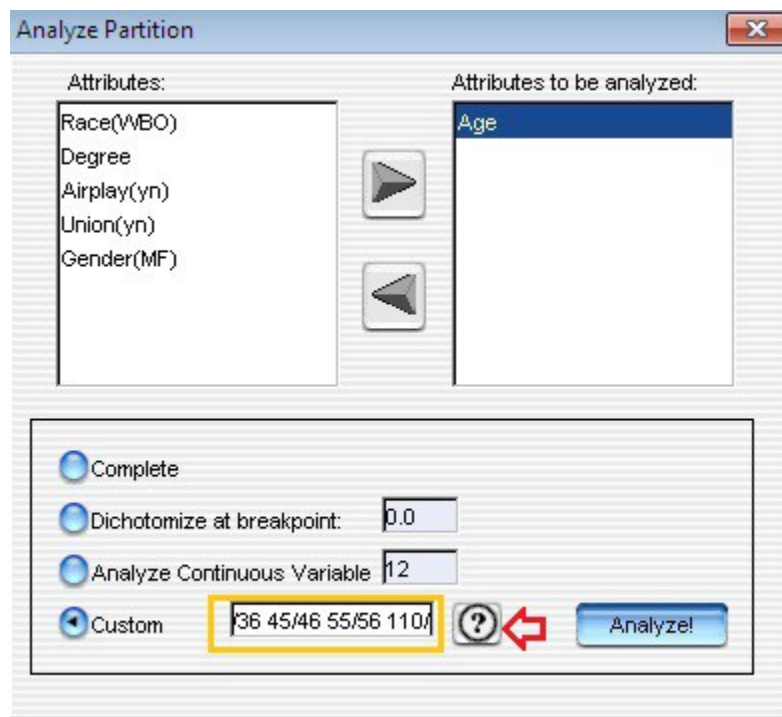 Analyze Partition
Attributes:
Attributes to be analyzed:
Race(WBO)
Degree
Airplay(yn)
Union(yn)
Gender(MF)
Age
Complete
Dichotomize at breakpoint: 0.0
Analyze Continuous Variable 12
Custom /36 45/46 55/56 110/ ? Analyze!